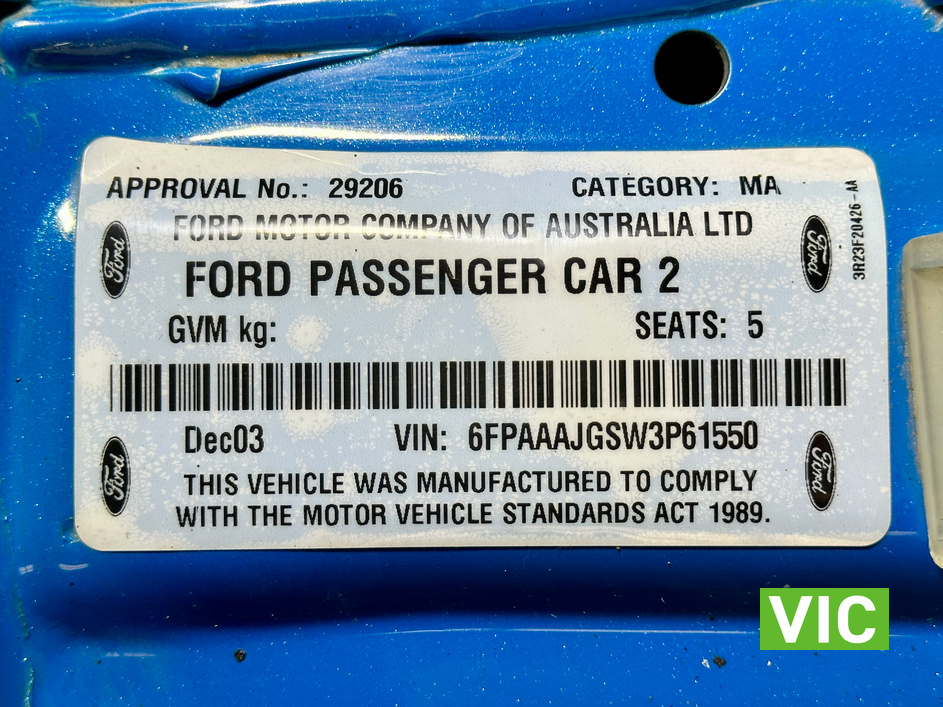 APPROVAL No.: 29206 CATEGORY: MA
FORD MOTOR COMPANY OF AUSTRALIA LTD
FORD PASSENGER CAR 2
GVM kg: SEATS: 5
Dec03 VIN: 6FPAAAJGSW3P61550
THIS VEHICLE WAS MANUFACTURED TO COMPLY
WITH THE MOTOR VEHICLE STANDARDS ACT 1989.
3R23F20426-AA
Ford
Ford
Ford
Ford
VIC